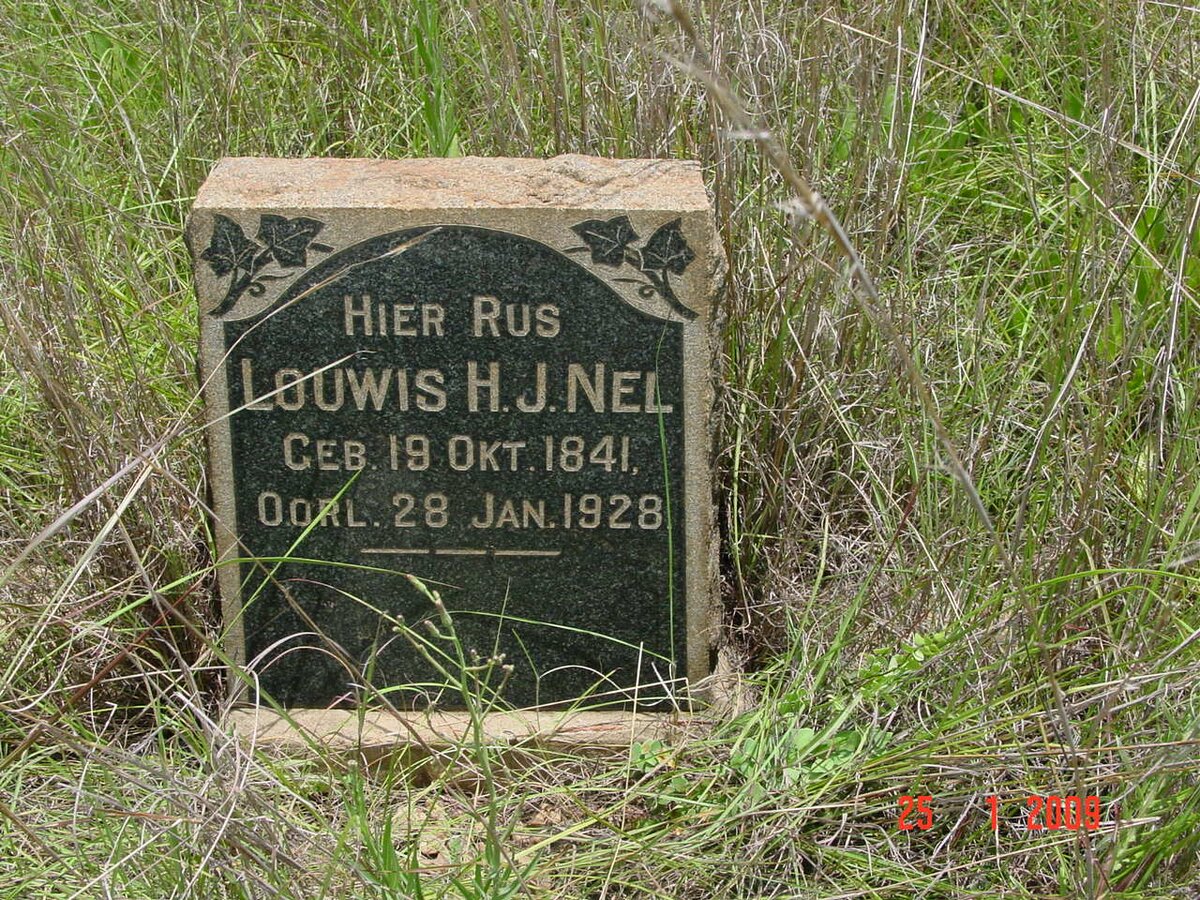 HIER RUS
LOUWIS H.J.NEL
GEB. 19 OKT. 1841,
OORL. 28 JAN. 1928
25 1 2009